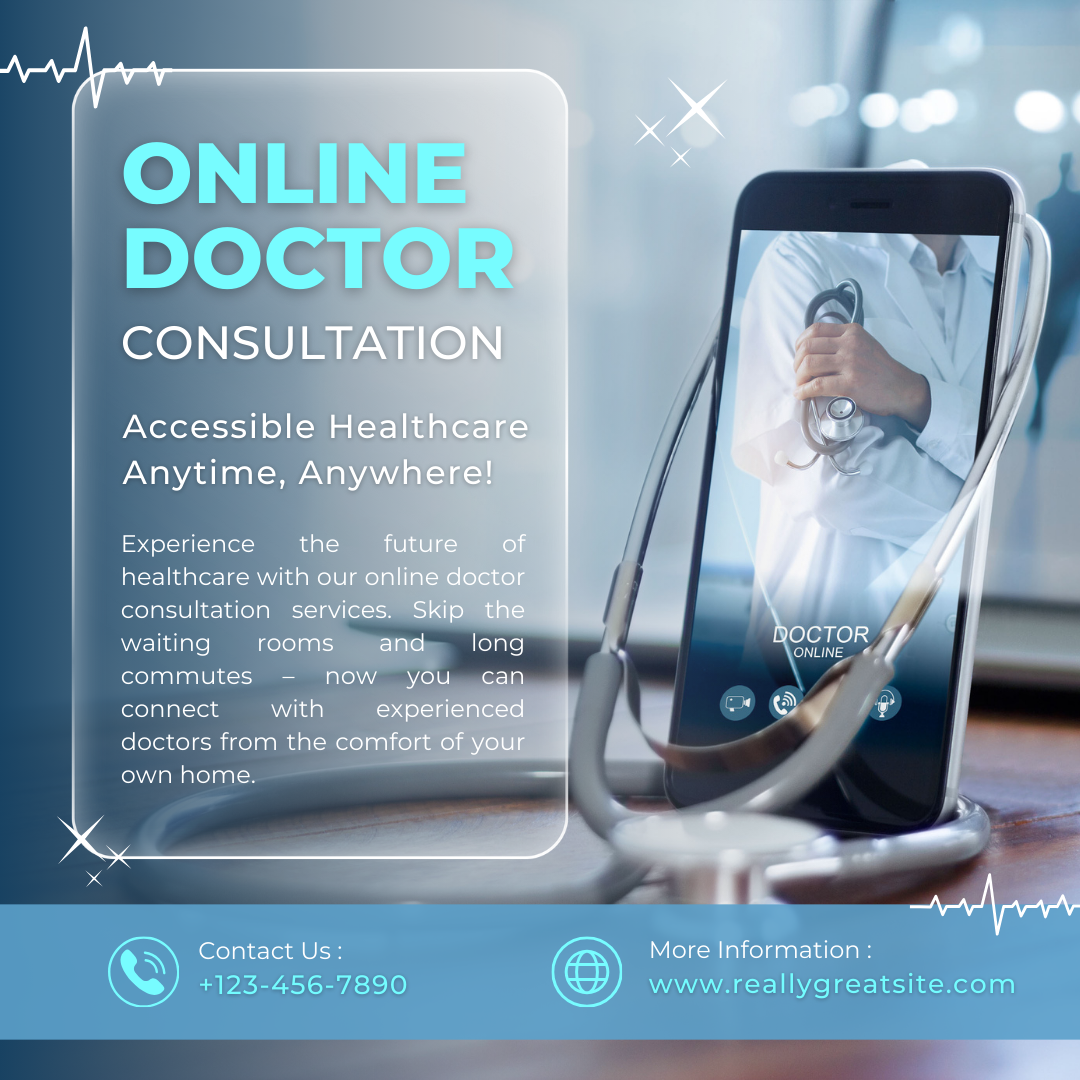 ONLINE
DOCTOR
CONSULTATION
Accessible Healthcare
Anytime, Anywhere!
Experience the future of
healthcare with our online doctor
consultation services. Skip the
waiting rooms and long
commutes – now you can
connect with experienced
doctors from the comfort of your
own home.
DOCTOR
ONLINE
Contact Us :
+123-456-7890
More Information :
www.reallygreatsite.com